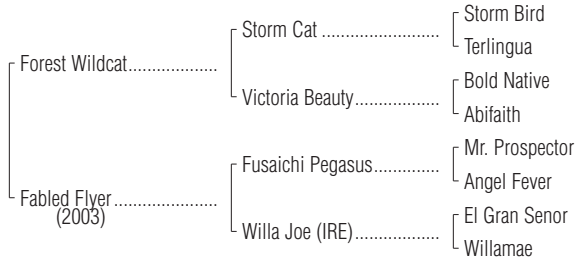 Storm Bird
Storm Cat ..........................
Terlingua
Forest Wildcat....................
Bold Native
Victoria Beauty...................
Abifaith
Mr. Prospector
Fusaichi Pegasus...............
Angel Fever
Fabled Flyer.......................
(2003)
El Gran Senor
Willa Joe (IRE)...................
Willamae